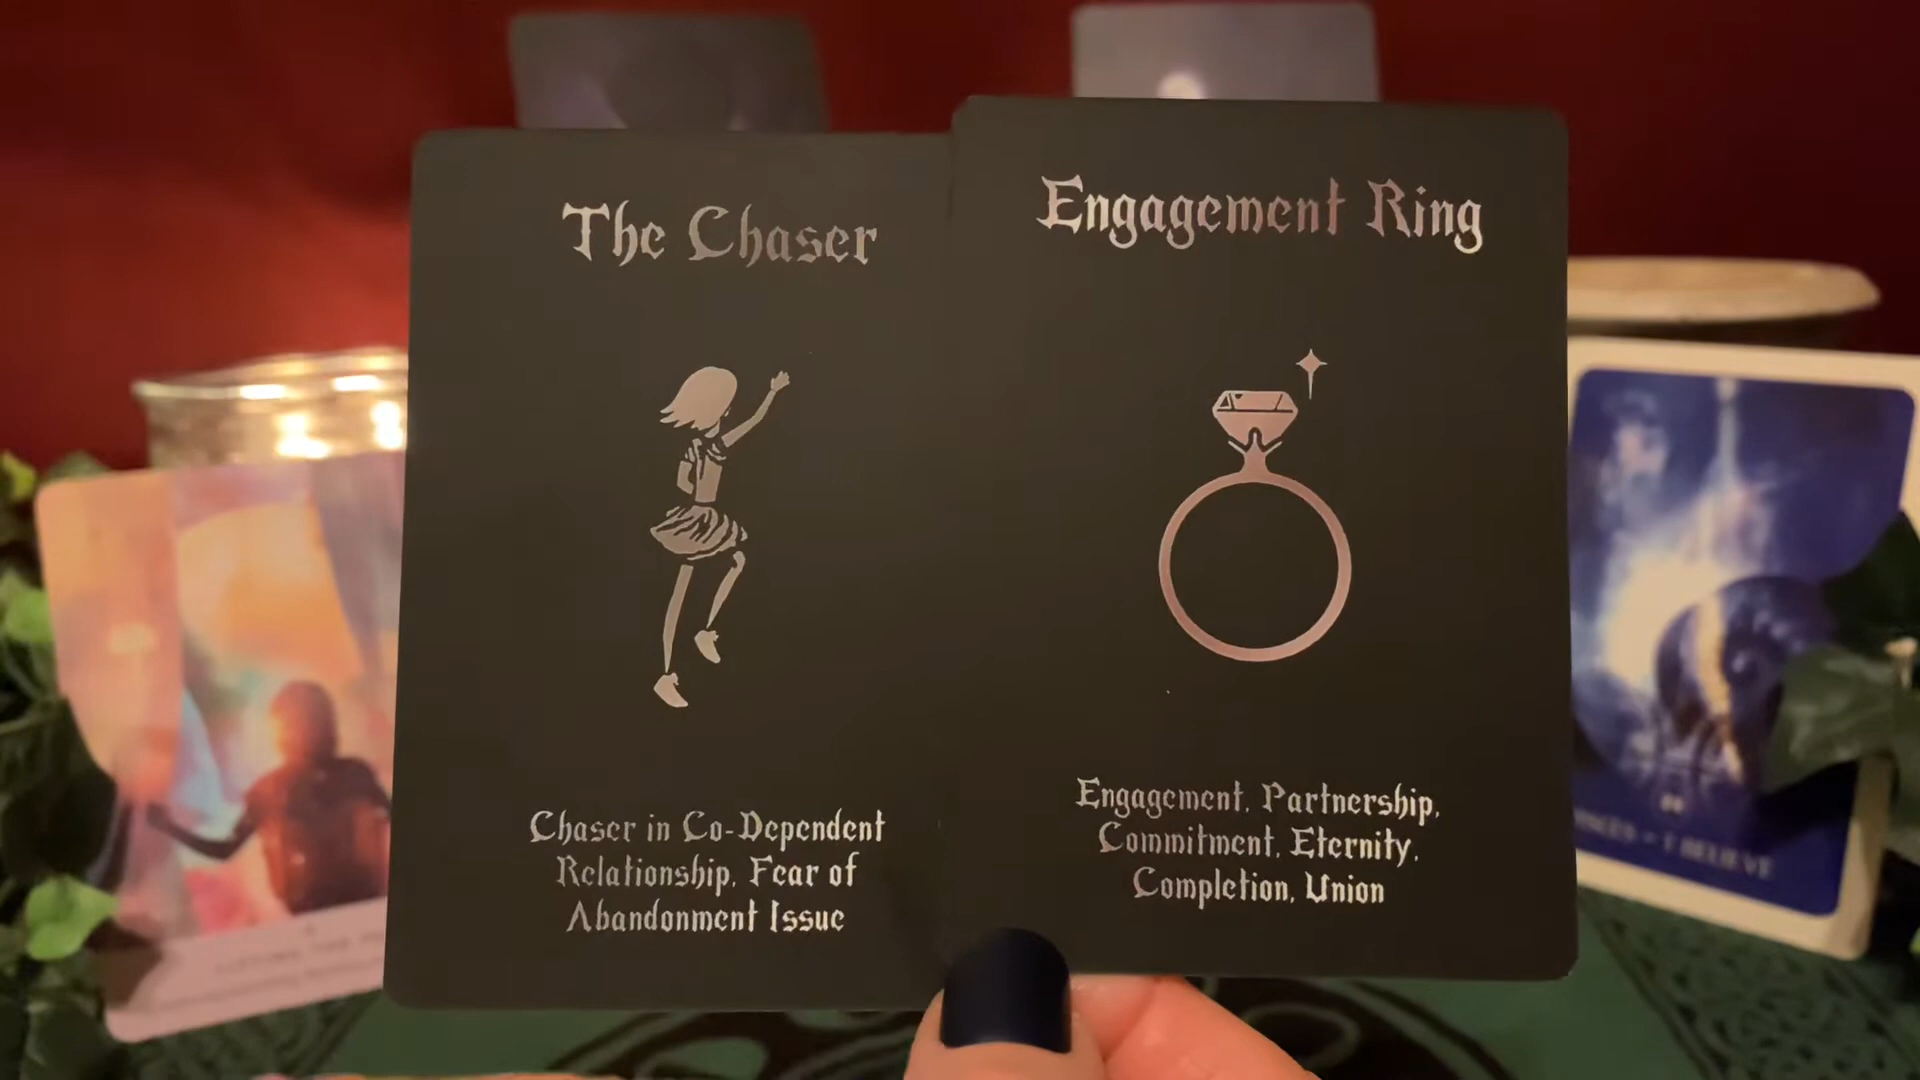 The Chaser
Chaser in Co-Dependent
Relationship, Fear of
Abandonment Issue
Engagement Ring
Engagement, Partnership,
Commitment, Eternity,
Completion, Union
I BELIEVE